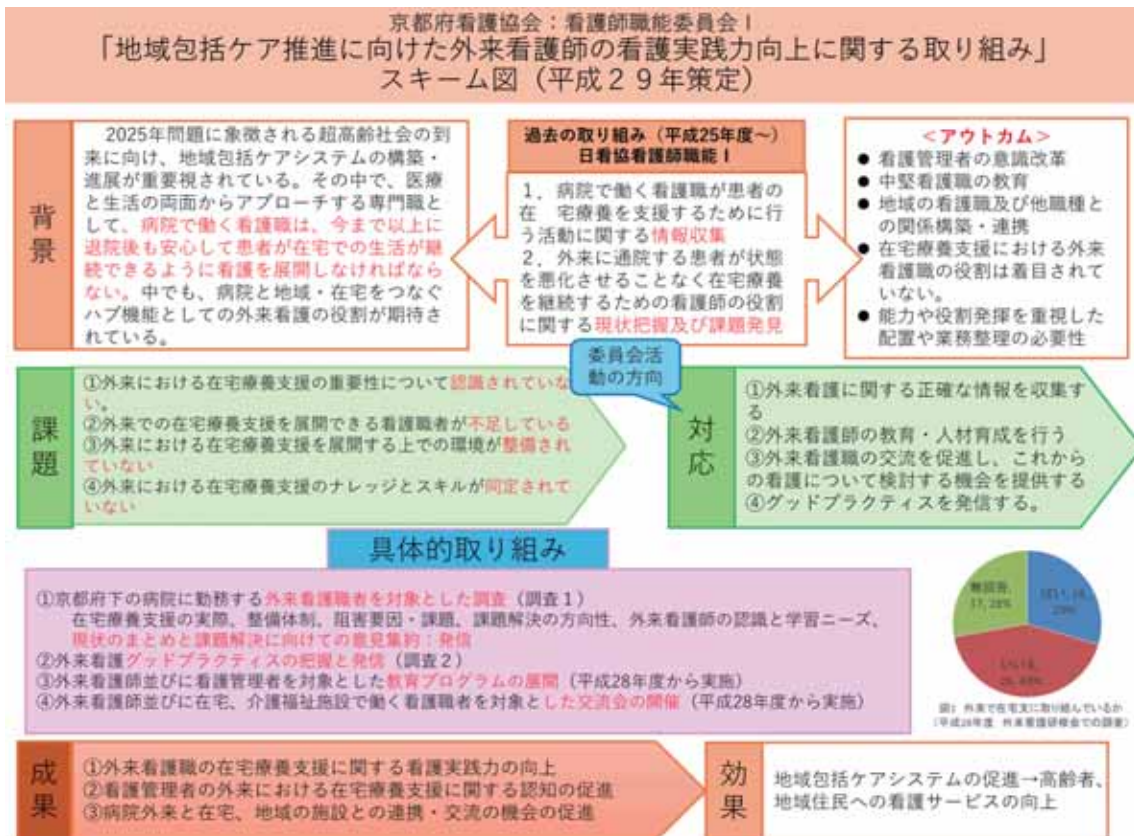 京都府看護協会：看護師職能委員会Ⅰ
「地域包括ケア推進に向けた外来看護師の看護実践力向上に関する取り組み」
スキーム図（平成２９年策定）
背景
2025年問題に象徴される超高齢社会の到
来に向け、地域包括ケアシステムの構築・
進展が重要視されている。その中で、医療
と生活の両面からアプローチする専門職と
して、病院で働く看護職は、今まで以上に
退院後も安心して患者が在宅での生活が継
続できるように看護を展開しなければなら
ない。中でも、病院と地域・在宅をつなぐ
ハブ機能としての外来看護の役割が期待さ
れている。
過去の取り組み（平成25年度～）
日看協看護師職能Ⅰ
１．病院で働く看護職が患者の
在　宅療養を支援するために行
う活動に関する情報収集
２．外来に通院する患者が状態
を悪化させることなく在宅療養
を継続するための看護師の役割
に関する現状把握及び課題発見
＜アウトカム＞
● 看護管理者の意識改革
● 中堅看護職の教育
● 地域の看護職及び他職種と
の関係構築・連携
● 在宅療養支援における外来
看護職の役割は着目されて
いない。
● 能力や役割発揮を重視した
配置や業務整理の必要性
委員会活
動の方向
課題
①外来における在宅療養支援の重要性について認識されていな
い。
②外来での在宅療養支援を展開できる看護職者が不足している
③外来における在宅療養支援を展開する上での環境が整備され
ていない
④外来における在宅療養支援のナレッジとスキルが同定されて
いない
対応
①外来看護に関する正確な情報を収集す
る
②外来看護師の教育・人材育成を行う
③外来看護職の交流を促進し、これから
の看護について検討する機会を提供する
④グッドプラクティスを発信する。
具体的取り組み
①京都府下の病院に勤務する外来看護職者を対象とした調査（調査１）
在宅療養支援の実際、整備体制、阻害要因・課題、課題解決の方向性、外来看護師の認識と学習ニーズ、
現状のまとめと課題解決に向けての意見集約：発信
②外来看護グッドプラクティスの把握と発信（調査２）
③外来看護師並びに看護管理者を対象とした教育プログラムの展開（平成28年度から実施）
④外来看護師並びに在宅、介護福祉施設で働く看護職者を対象とした交流会の開催（平成28年度から実施）
無回答,
17, 28%
はい,
いいえ,
図1 外来で在宅支に取り組んでいるか
（平成28年度 外来看護研修会での調査）
成果
①外来看護職の在宅療養支援に関する看護実践力の向上
②看護管理者の外来における在宅療養支援に関する認知の促進
③病院外来と在宅、地域の施設との連携・交流の機会の促進
効果
地域包括ケアシステムの促進→高齢者、
地域住民への看護サービスの向上